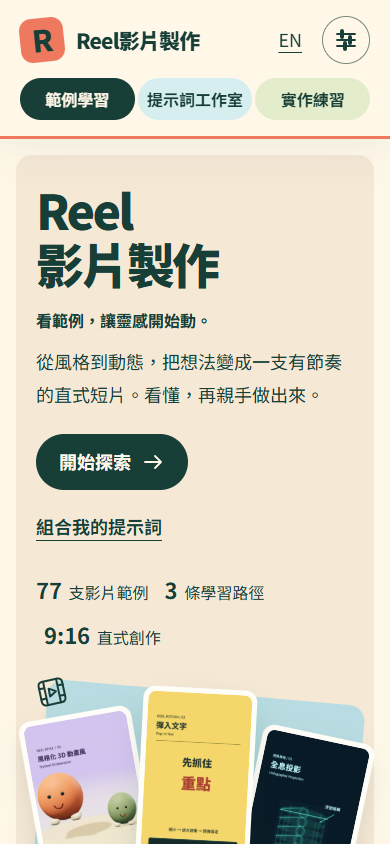 R
Reel影片製作
EN
範例學習
提示詞工作室
實作練習
Reel
影片製作
看範例，讓靈感開始動。
從風格到動態，把想法變成一支有節奏
的直式短片。看懂，再親手做出來。
開始探索 →
組合我的提示詞
77 支影片範例 3 條學習路徑
9:16 直式創作
風格化 3D 動畫風
彈入文字
Pop-in Text
先抓住
重點
全息投影